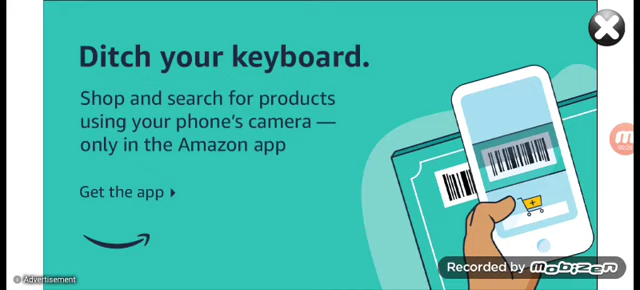 Ditch your keyboard.
Shop and search for products
using your phone's camera —
only in the Amazon app
Get the app
Advertisement
Recorded by mobizen